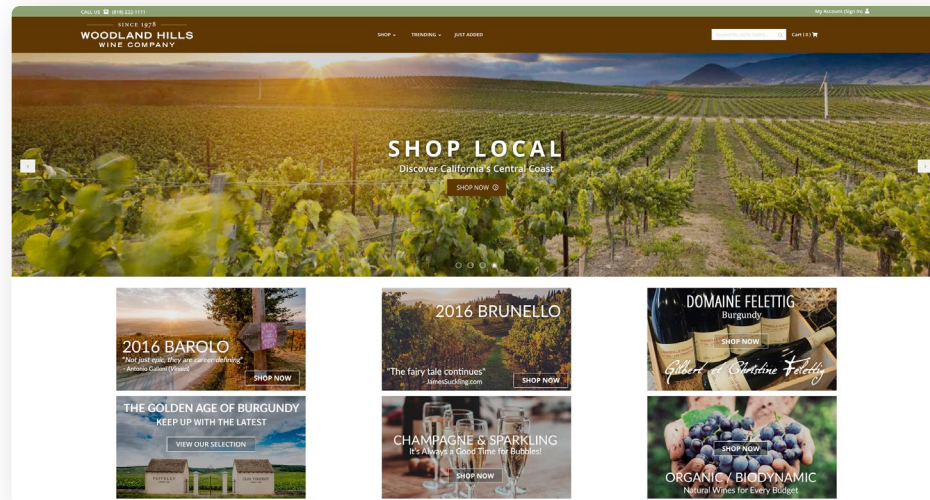 CALL US (818) 222-1111
My Account (Sign In)
SINCE 1978
WOODLAND HILLS
WINE COMPANY
SHOP
TRENDING
JUST ADDED
Cart ( 0 )
SHOP LOCAL
Discover California's Central Coast
SHOP NOW
2016 BAROLO
"Not just epic, they are career-defining"
- Antonio Galloni (Vinous)
SHOP NOW
2016 BRUNELLO
"The fairy tale continues"
- JamesSuckling.com
SHOP NOW
DOMAINE FELETTIG
Burgundy
SHOP NOW
Gilbert et Christine Felettig
THE GOLDEN AGE OF BURGUNDY
KEEP UP WITH THE LATEST
VIEW OUR SELECTION
CHAMPAGNE & SPARKLING
It's Always a Good Time for Bubbles!
SHOP NOW
SHOP NOW
ORGANIC / BIODYNAMIC
Natural Wines for Every Budget